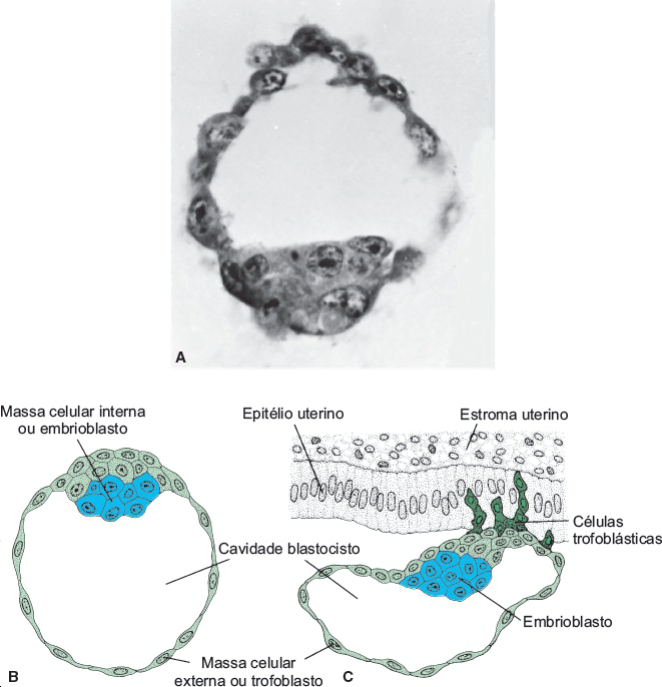 A
Massa celular interna
ou embrioblasto
Epitélio uterino
Estroma uterino
Células
trofoblásticas
Cavidade blastocisto
Embrioblasto
B
Massa celular
externa ou trofoblasto
C